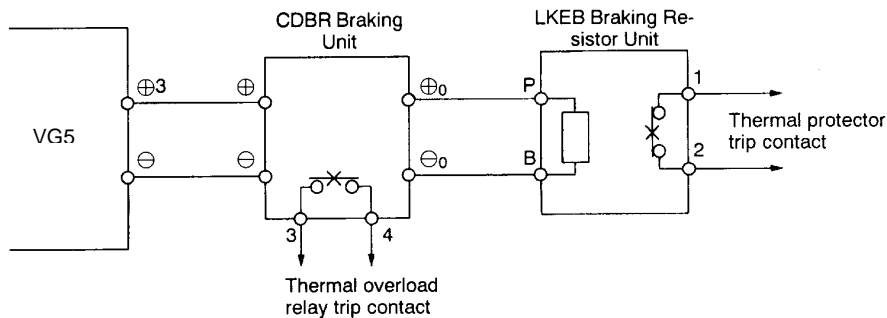 CDBR Braking
Unit
LKEB Braking Re-
sistor Unit
⊕3
⊕
⊕0
P
1
VG5
Thermal protector
trip contact
⊖
⊖
⊖0
B
2
3
4
Thermal overload
relay trip contact